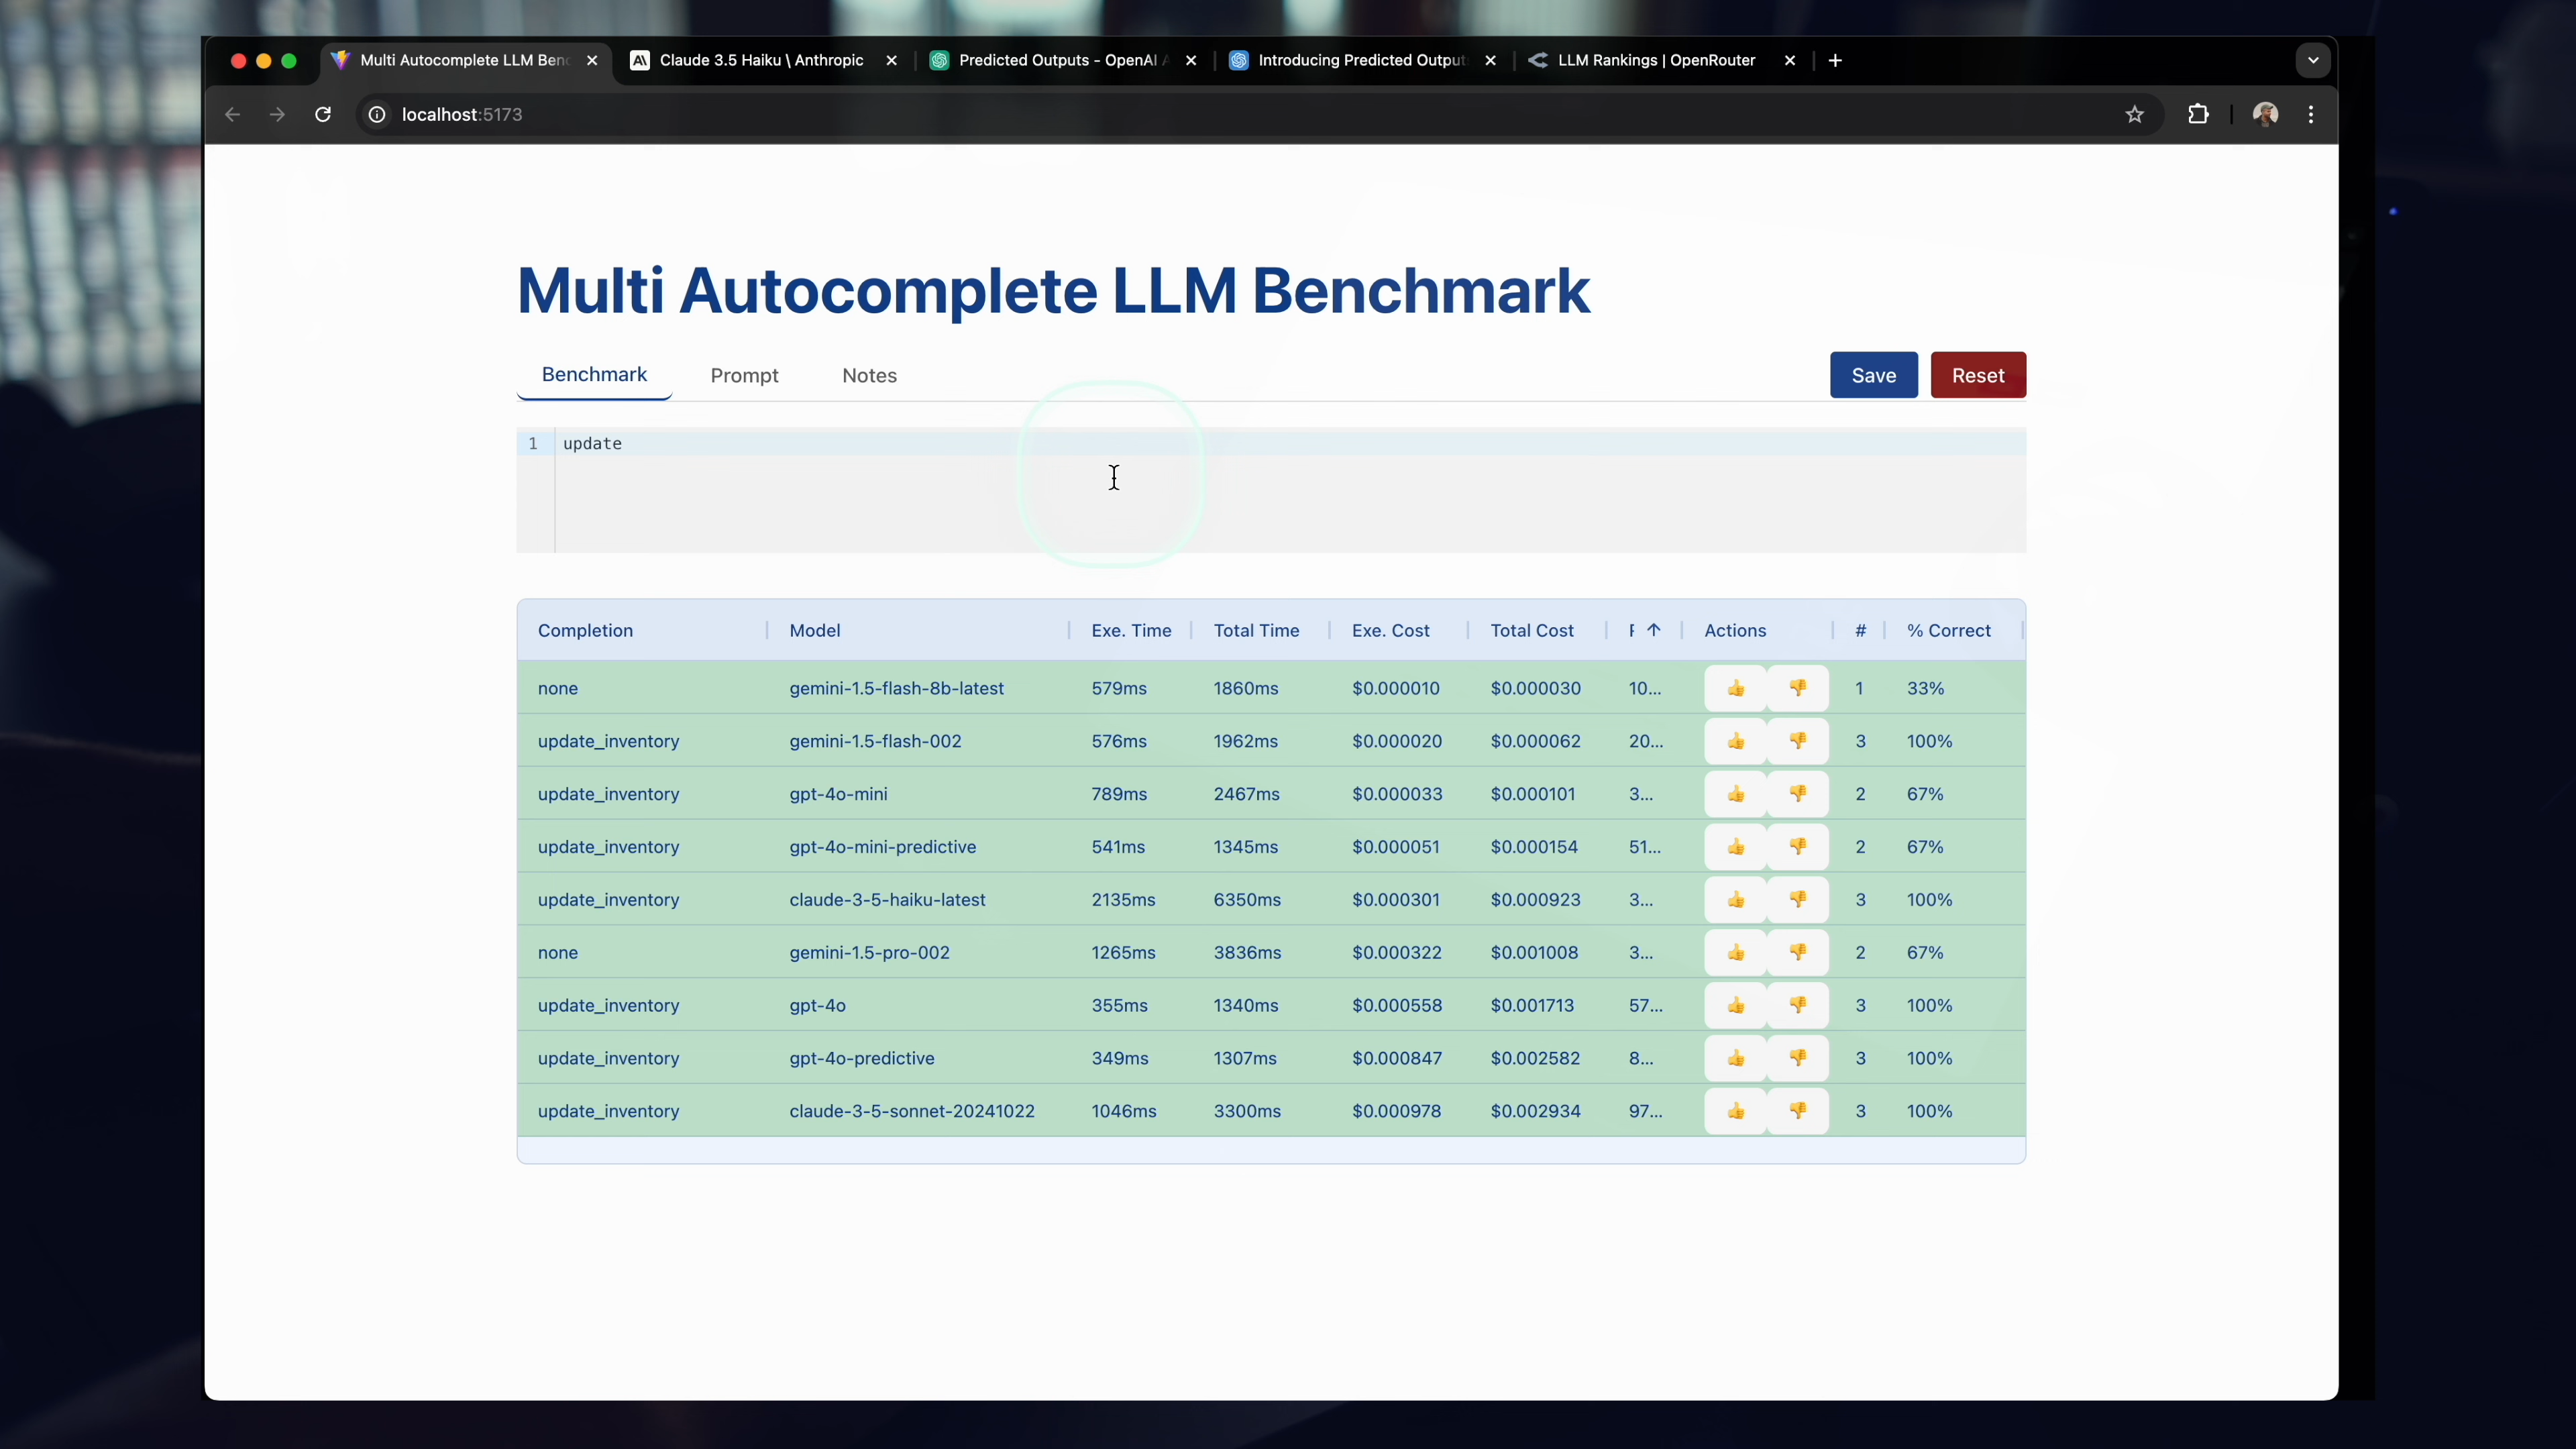 Multi Autocomplete LLM Ben
Claude 3.5 Haiku \ Anthropic
Predicted Outputs - OpenAI A
Introducing Predicted Output
LLM Rankings | OpenRouter
localhost:5173
Multi Autocomplete LLM Benchmark
Benchmark Prompt Notes Save Reset
1 update
Completion Model Exe. Time Total Time Exe. Cost Total Cost Actions # % Correct
none gemini-1.5-flash-8b-latest 579ms 1860ms $0.000010 $0.000030 10... 1 33%
update_inventory gemini-1.5-flash-002 576ms 1962ms $0.000020 $0.000062 20... 3 100%
update_inventory gpt-4o-mini 789ms 2467ms $0.000033 $0.000101 3... 2 67%
update_inventory gpt-4o-mini-predictive 541ms 1345ms $0.000051 $0.000154 51... 2 67%
update_inventory claude-3-5-haiku-latest 2135ms 6350ms $0.000301 $0.000923 3... 3 100%
none gemini-1.5-pro-002 1265ms 3836ms $0.000322 $0.001008 3... 2 67%
update_inventory gpt-4o 355ms 1340ms $0.000558 $0.001713 57... 3 100%
update_inventory gpt-4o-predictive 349ms 1307ms $0.000847 $0.002582 8... 3 100%
update_inventory claude-3-5-sonnet-20241022 1046ms 3300ms $0.000978 $0.002934 97... 3 100%